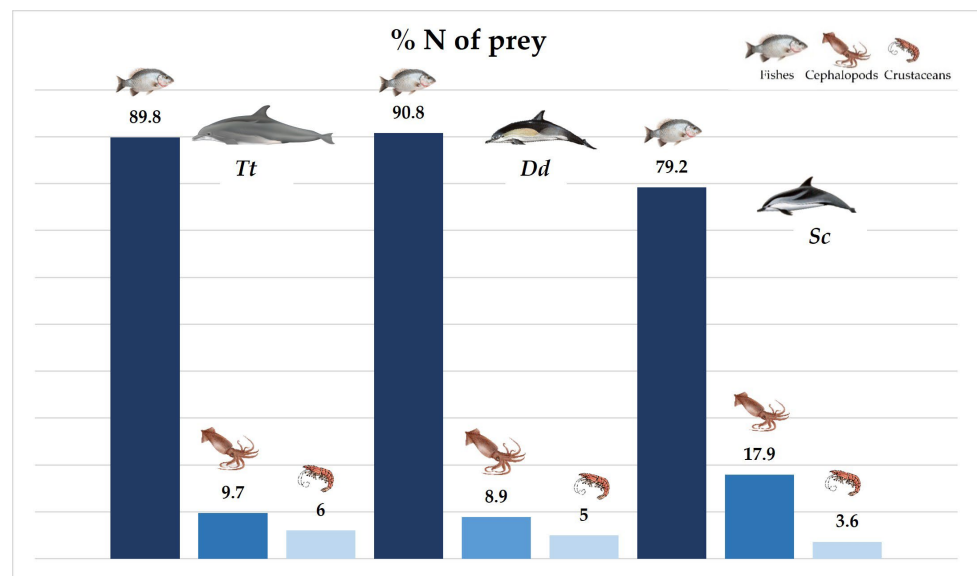 % N of prey
Fishes Cephalopods Crustaceans
89.8
90.8
79.2
Tt
Dd
Sc
9.7
6
8.9
5
17.9
3.6